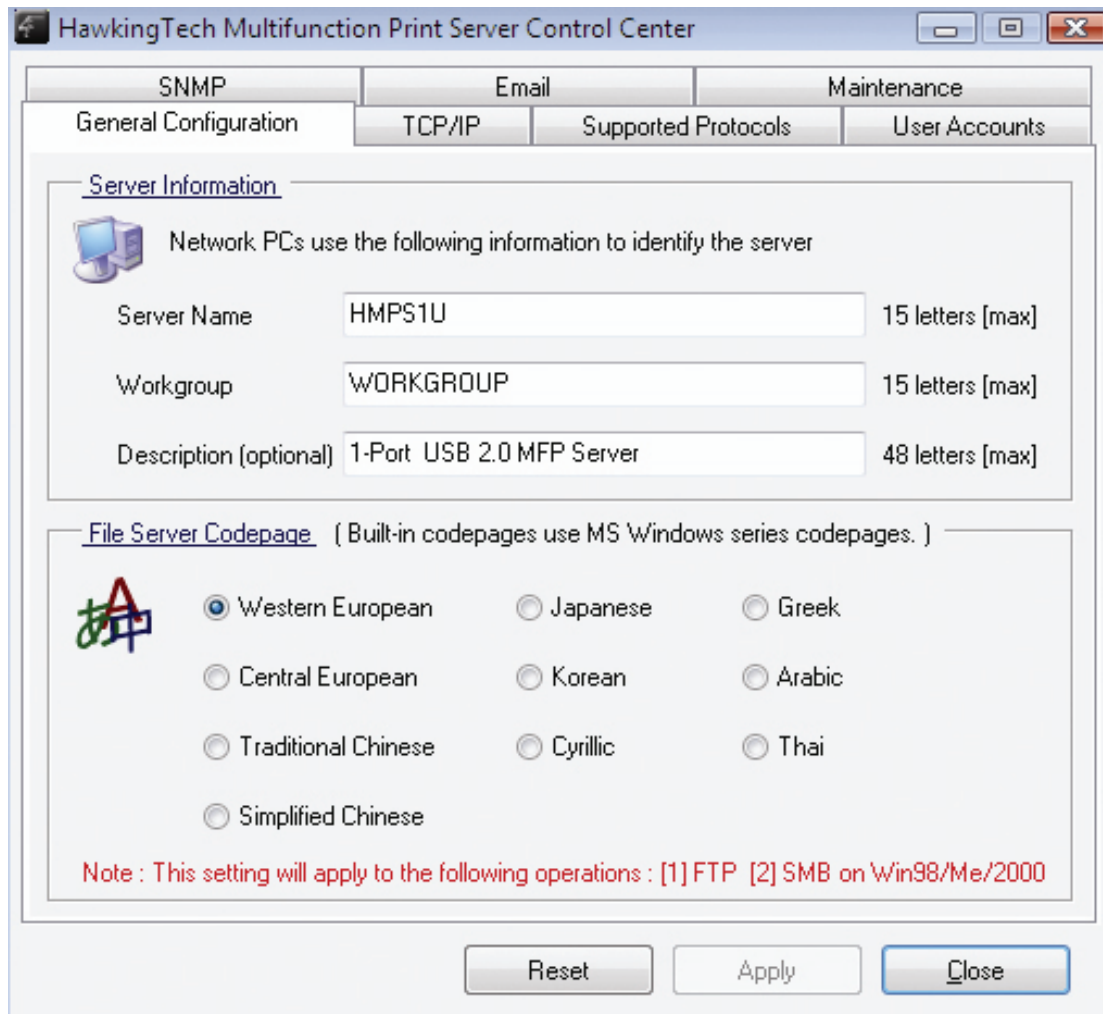 HawkingTech Multifunction Print Server Control Center
SNMP Email Maintenance
General Configuration TCP/IP Supported Protocols User Accounts
Server Information
Network PCs use the following information to identify the server
Server Name HMPS1U 15 letters [max]
Workgroup WORKGROUP 15 letters [max]
Description (optional) 1-Port USB 2.0 MFP Server 48 letters [max]
File Server Codepage ( Built-in codepages use MS Windows series codepages. )
Western European Japanese Greek
Central European Korean Arabic
Traditional Chinese Cyrillic Thai
Simplified Chinese
Note : This setting will apply to the following operations : [1] FTP [2] SMB on Win98/Me/2000
Reset Apply Close